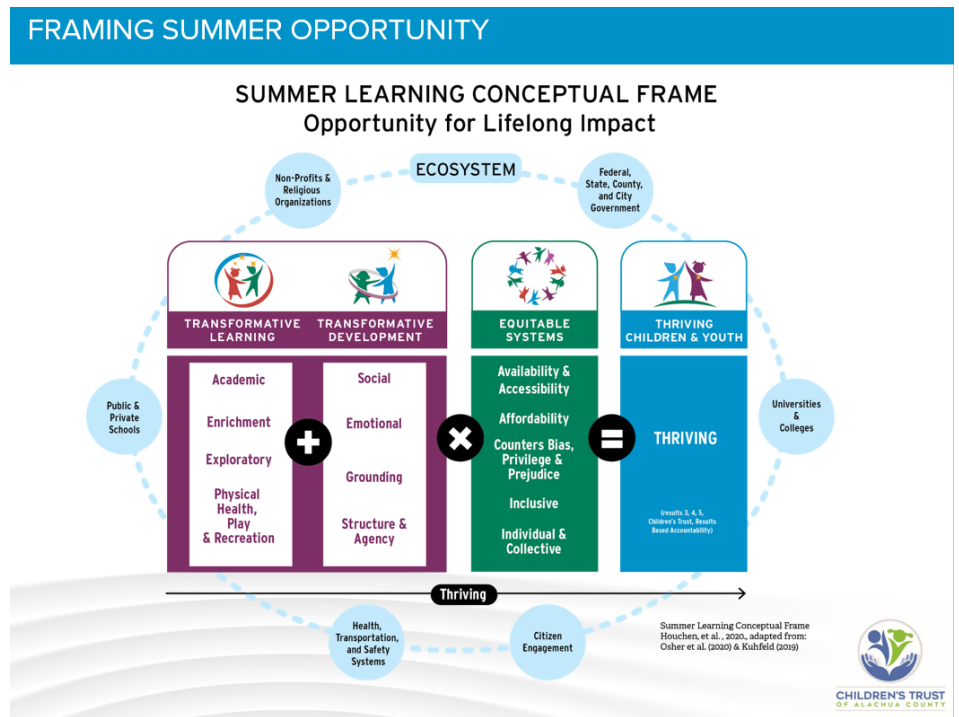 FRAMING SUMMER OPPORTUNITY
SUMMER LEARNING CONCEPTUAL FRAME
Opportunity for Lifelong Impact
ECOSYSTEM
Non-Profits &
Religious
Organizations
Federal,
State, County,
and City
Government
TRANSFORMATIVE
LEARNING
TRANSFORMATIVE
DEVELOPMENT
EQUITABLE
SYSTEMS
THRIVING
CHILDREN & YOUTH
Public &
Private
Schools
Academic
Enrichment
Exploratory
Physical
Health,
Play
& Recreation
+
Social
Emotional
Grounding
Structure &
Agency
×
Availability &
Accessibility
Affordability
Counters Bias,
Privilege &
Prejudice
Inclusive
Individual &
Collective
=
THRIVING
(results 3, 4, 5,
Children's Trust, Results
Based Accountability)
Universities
&
Colleges
Thriving
Health,
Transportation,
and Safety
Systems
Citizen
Engagement
Summer Learning Conceptual Frame
Houchen, et al. , 2020., adapted from:
Osher et al. (2020) & Kuhfeld (2019)
CHILDREN'S TRUST
OF ALACHUA COUNTY